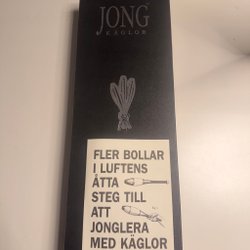 JONG
KÄGLOR
FLER BOLLAR
I LUFTENS
ÅTTA
STEG TILL
ATT
JONGLERA
MED KÄGLOR